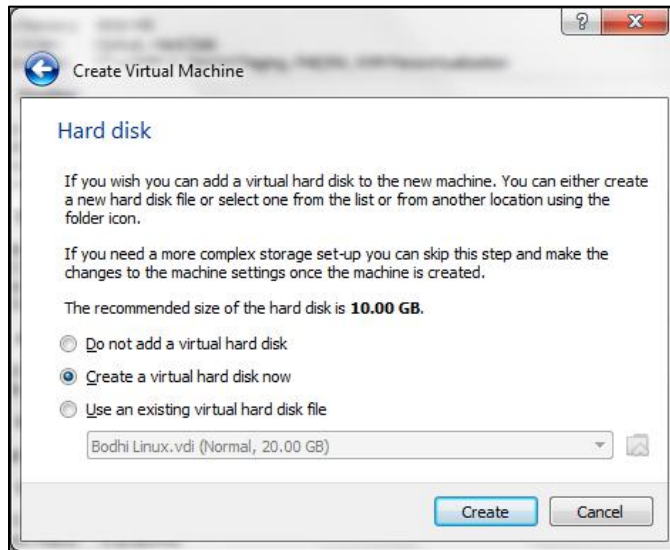 Create Virtual Machine
Hard disk
If you wish you can add a virtual hard disk to the new machine. You can either create
a new hard disk file or select one from the list or from another location using the
folder icon.
If you need a more complex storage set-up you can skip this step and make the
changes to the machine settings once the machine is created.
The recommended size of the hard disk is 10.00 GB.
Do not add a virtual hard disk
Create a virtual hard disk now
Use an existing virtual hard disk file
Bodhi Linux.vdi (Normal, 20.00 GB)
Create
Cancel